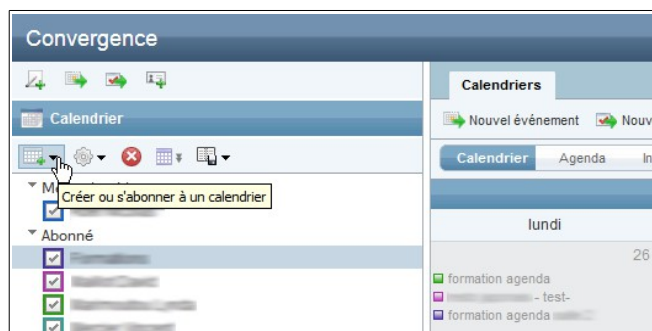 Convergence
Calendriers
Calendrier
Nouvel événement Nouv
Calendrier Agenda In
Créer ou s'abonner à un calendrier
M
Abonné
lundi
26
formation agenda
- test-
formation agenda